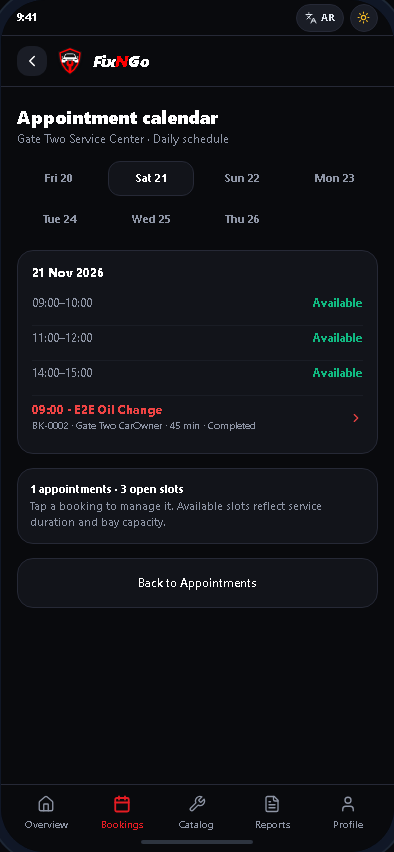 9:41
AR
FixNGo
Appointment calendar
Gate Two Service Center · Daily schedule
Fri 20
Sat 21
Sun 22
Mon 23
Tue 24
Wed 25
Thu 26
21 Nov 2026
09:00–10:00 Available
11:00–12:00 Available
14:00–15:00 Available
09:00 - E2E Oil Change
BK-0002 · Gate Two CarOwner · 45 min · Completed
1 appointments · 3 open slots
Tap a booking to manage it. Available slots reflect service
duration and bay capacity.
Back to Appointments
Overview
Bookings
Catalog
Reports
Profile